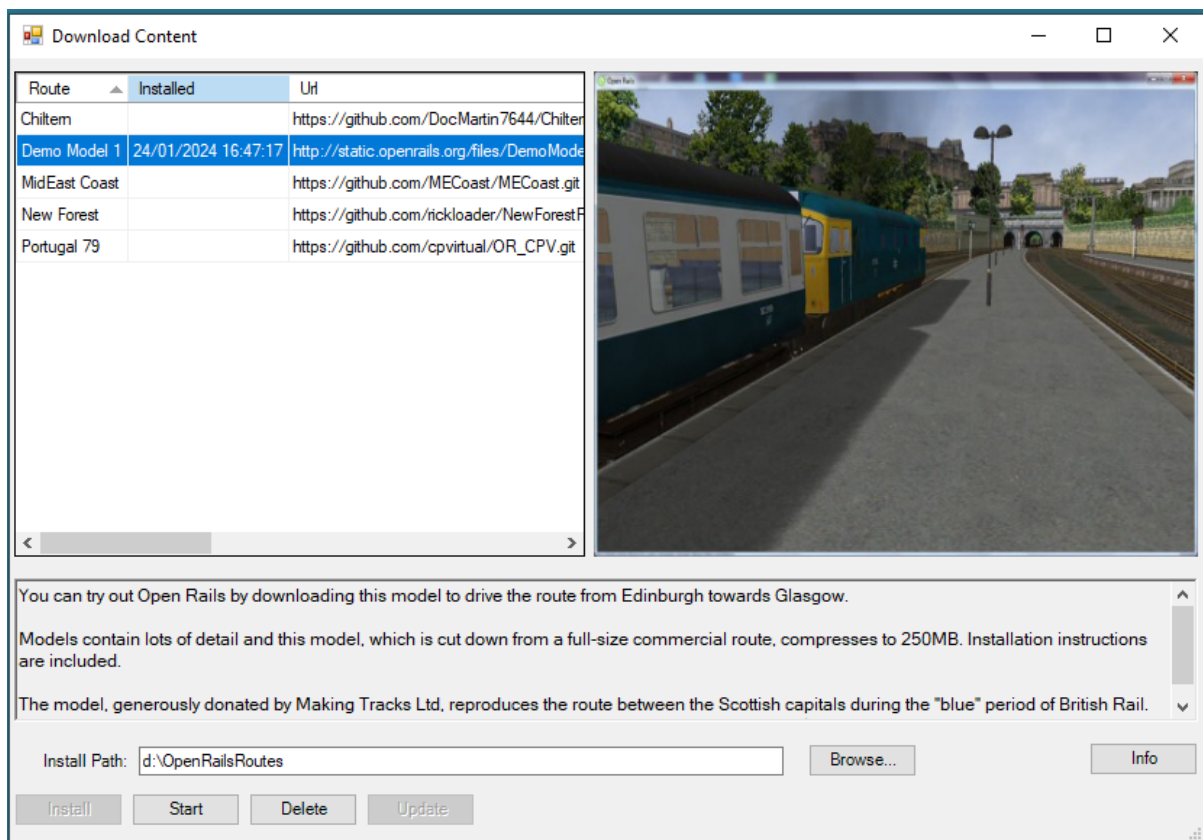 Download Content
Route Installed Url
Chiltern https://github.com/DocMartin7644/Chilter
Demo Model 1 24/01/2024 16:47:17 http://static.openrails.org/files/DemoMode
MidEast Coast https://github.com/MECoast/MECoast.git
New Forest https://github.com/rickloader/NewForestF
Portugal 79 https://github.com/cpvirtual/OR_CPV.git
Open Rails
You can try out Open Rails by downloading this model to drive the route from Edinburgh towards Glasgow.
Models contain lots of detail and this model, which is cut down from a full-size commercial route, compresses to 250MB. Installation instructions
are included.
The model, generously donated by Making Tracks Ltd, reproduces the route between the Scottish capitals during the "blue" period of British Rail.
Install Path: d:\OpenRailsRoutes Browse... Info
Install Start Delete Update